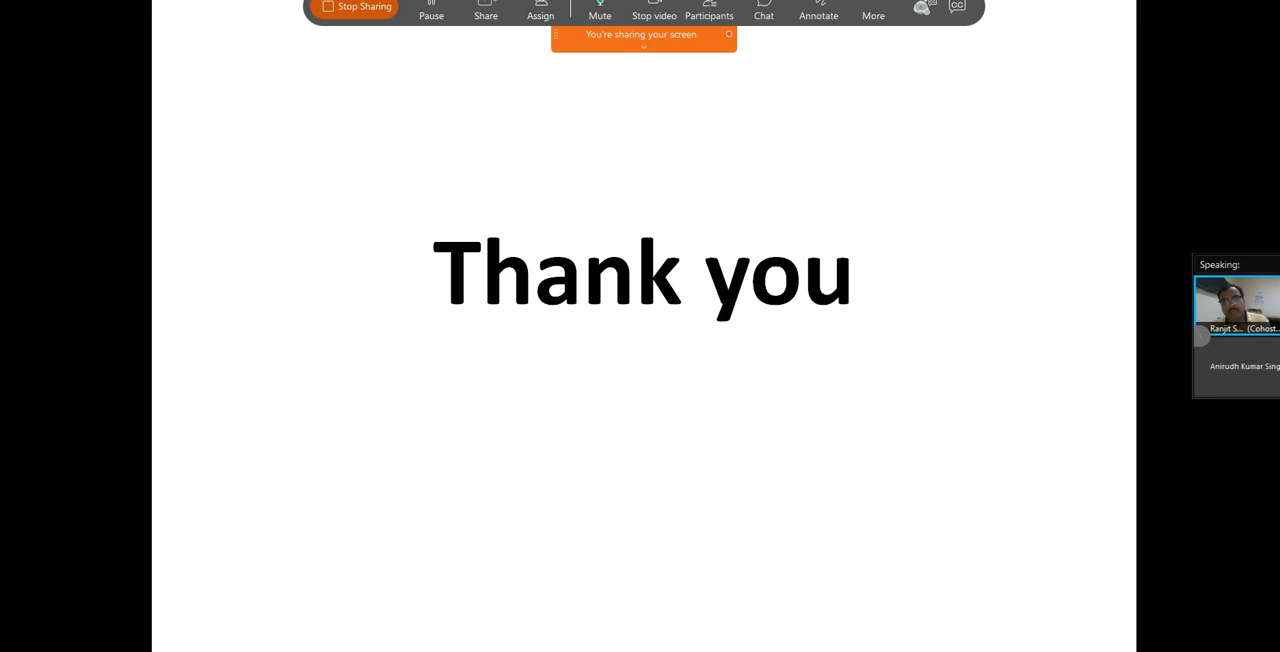 Stop Sharing
Pause
Share
Assign
Mute
Stop video
Participants
Chat
Annotate
More
CC
You're sharing your screen
Speaking:
Thank you
Ranjit S... (Cohost...
Anirudh Kumar Sing